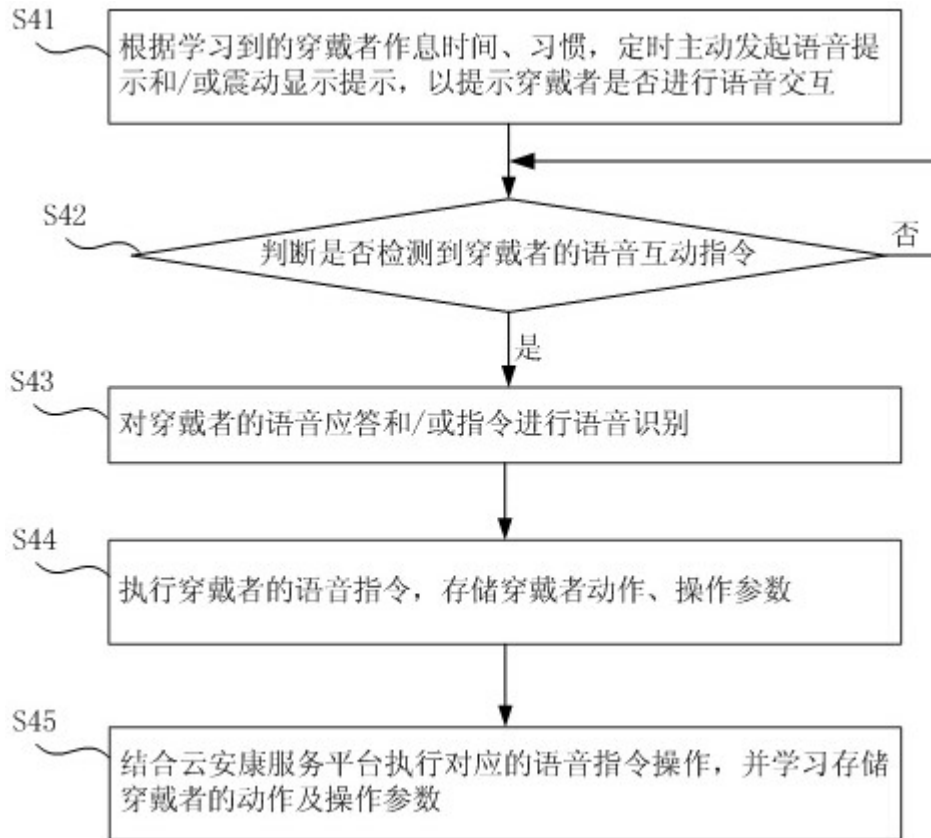 S41
根据学习到的穿戴者作息时间、习惯，定时主动发起语音提
示和/或震动显示提示，以提示穿戴者是否进行语音交互
S42
判断是否检测到穿戴者的语音互动指令
否
是
S43
对穿戴者的语音应答和/或指令进行语音识别
S44
执行穿戴者的语音指令，存储穿戴者动作、操作参数
S45
结合云安康服务平台执行对应的语音指令操作，并学习存储
穿戴者的动作及操作参数